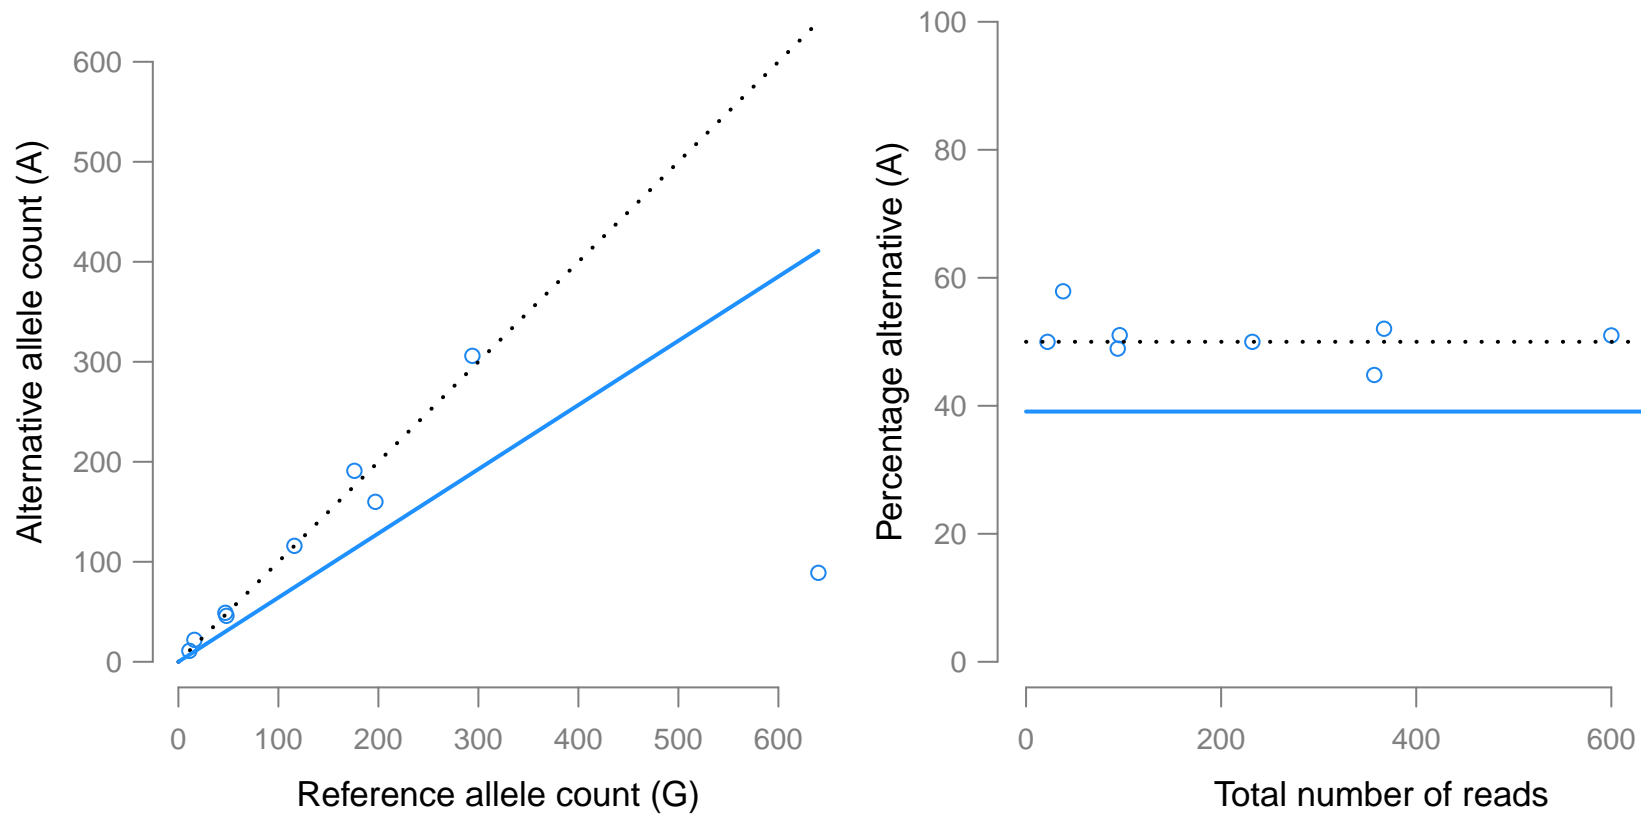 Alternative allele count (A)
600
500
400
300
200
100
0
0 100 200 300 400 500 600
Reference allele count (G)
Percentage alternative (A)
100
80
60
40
20
0
0 200 400 600
Total number of reads